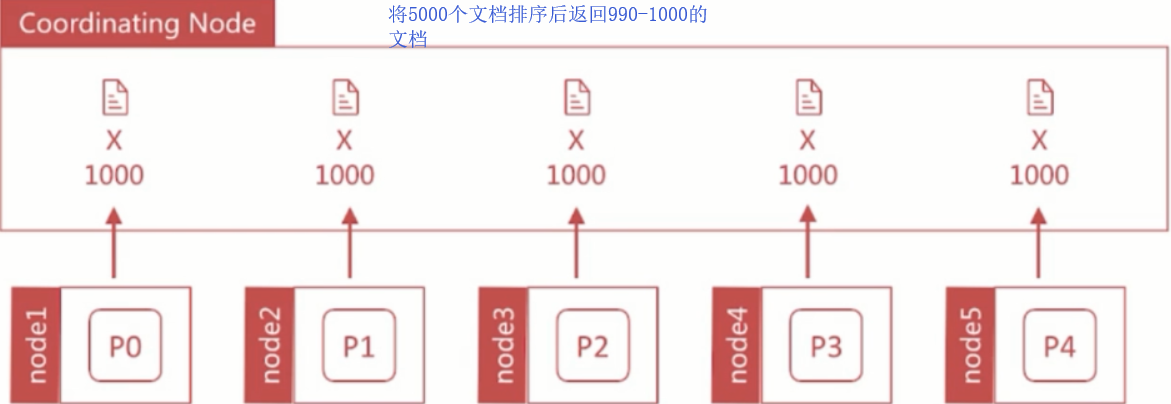 Coordinating Node
将5000个文档排序后返回990-1000的
文档
X X X X X
1000 1000 1000 1000 1000
node1 P0 node2 P1 node3 P2 node4 P3 node5 P4